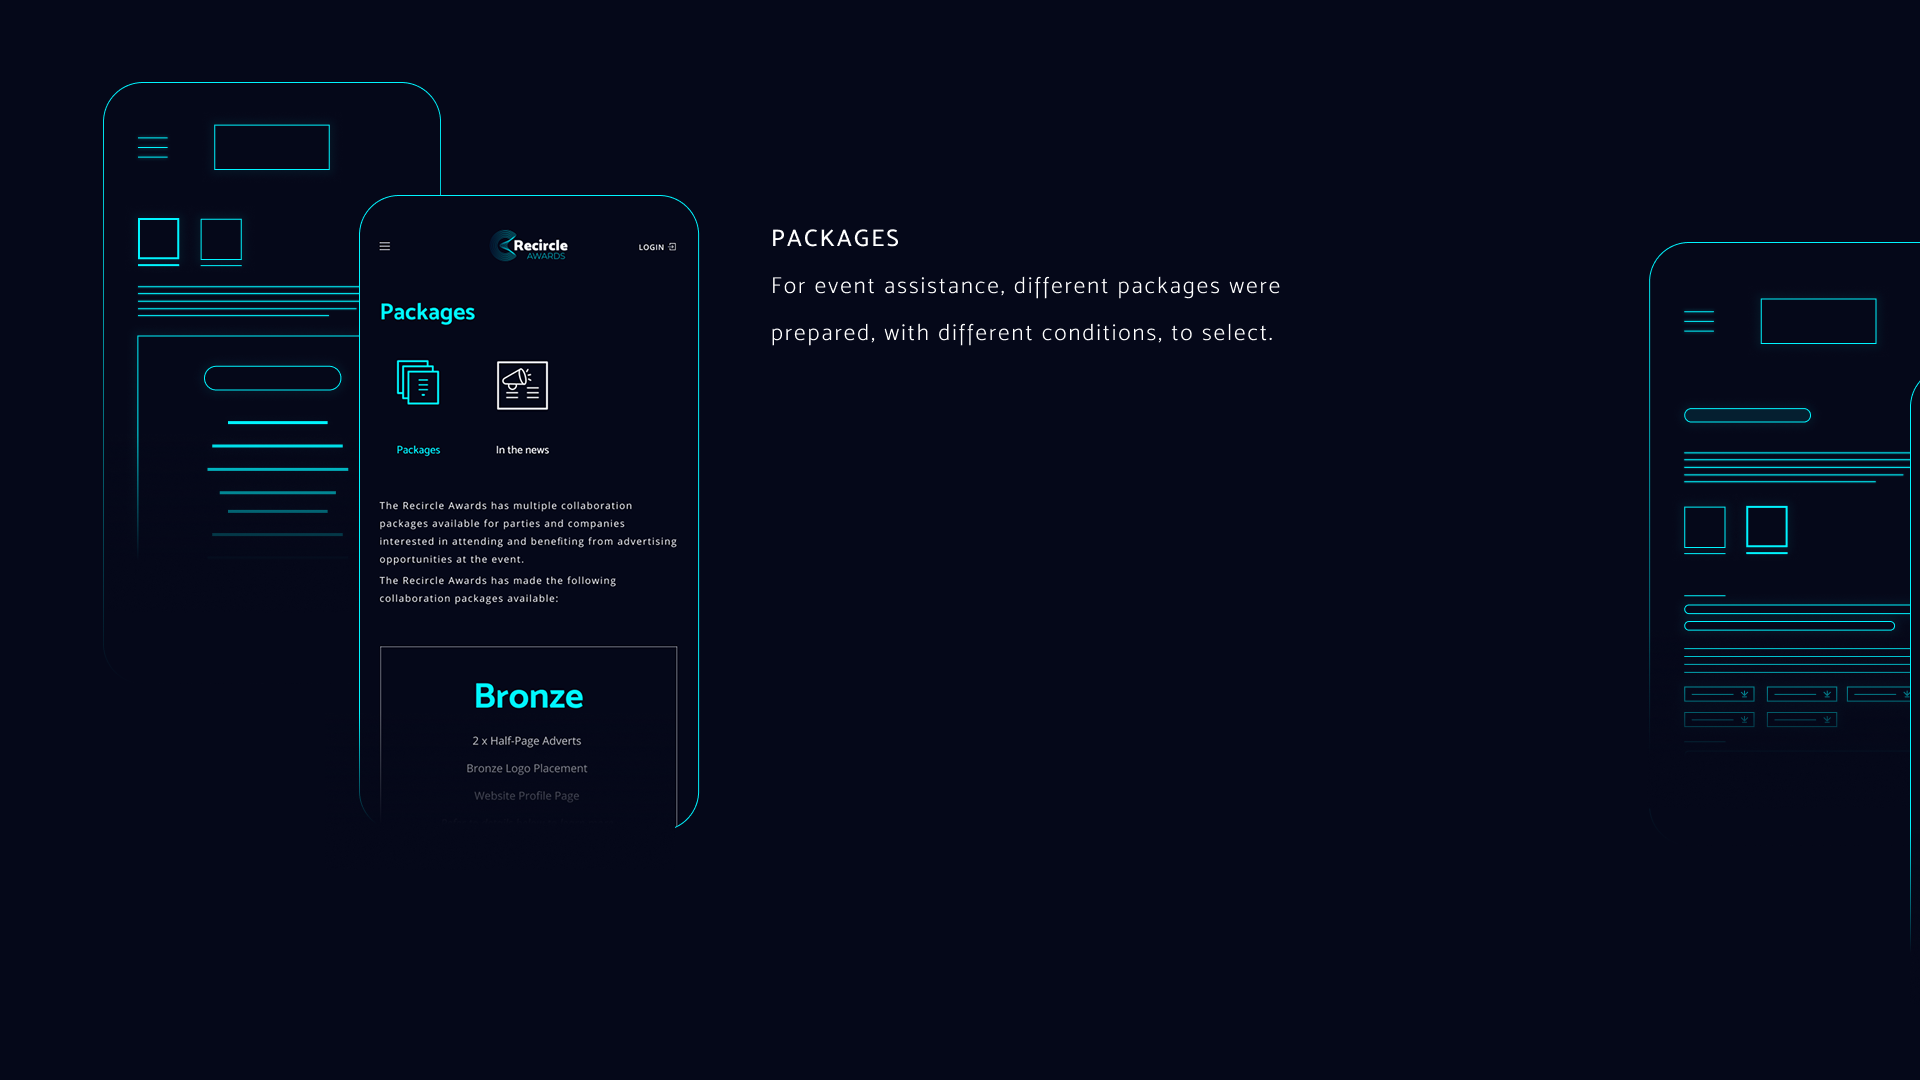 Recircle
AWARDS
LOGIN
Packages
Packages
In the news
The Recircle Awards has multiple collaboration
packages available for parties and companies
interested in attending and benefiting from advertising
opportunities at the event.
The Recircle Awards has made the following
collaboration packages available:
Bronze
2 x Half-Page Adverts
Bronze Logo Placement
Website Profile Page
PACKAGES
For event assistance, different packages were
prepared, with different conditions, to select.